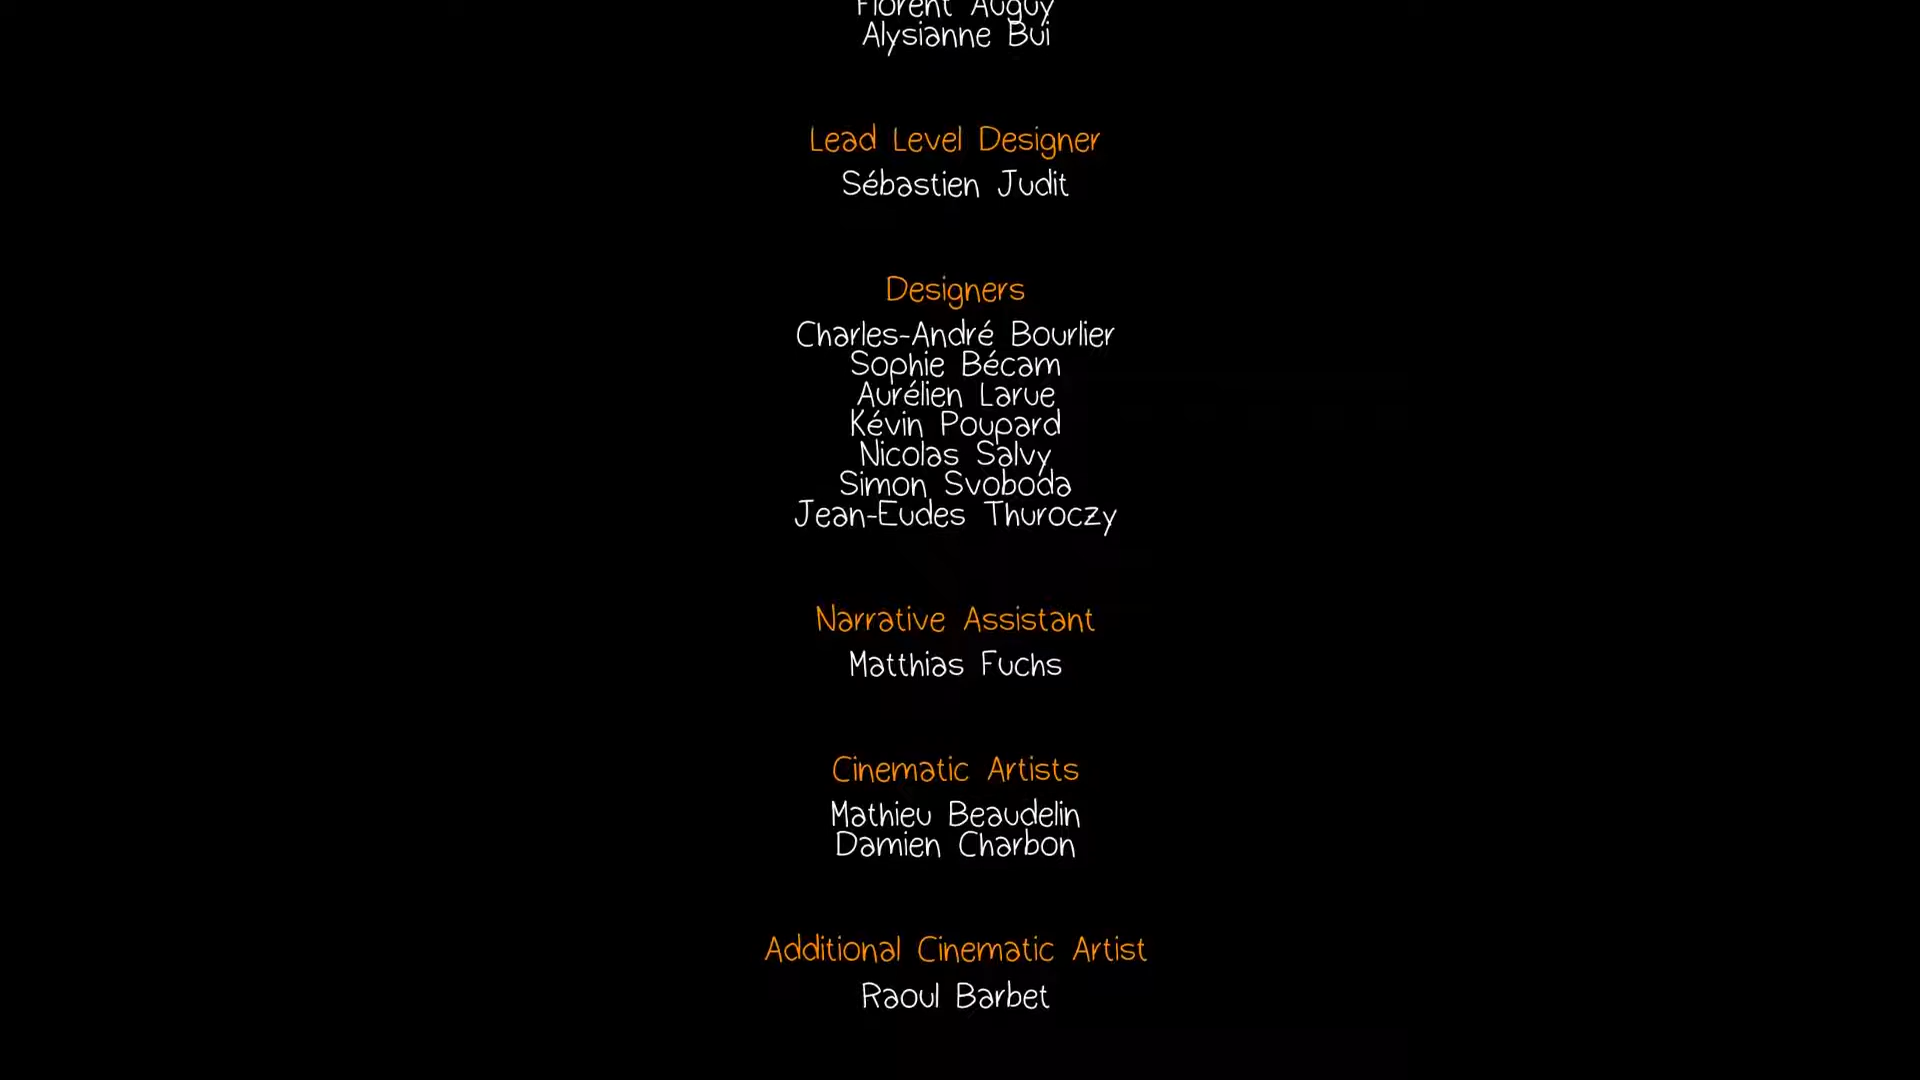 Florent Auguy
Alysianne Bui
Lead Level Designer
Sébastien Judit
Designers
Charles-André Bourlier
Sophie Bécam
Aurélien Larue
Kévin Poupard
Nicolas Salvy
Simon Svoboda
Jean-Eudes Thuroczy
Narrative Assistant
Matthias Fuchs
Cinematic Artists
Mathieu Beaudelin
Damien Charbon
Additional Cinematic Artist
Raoul Barbet